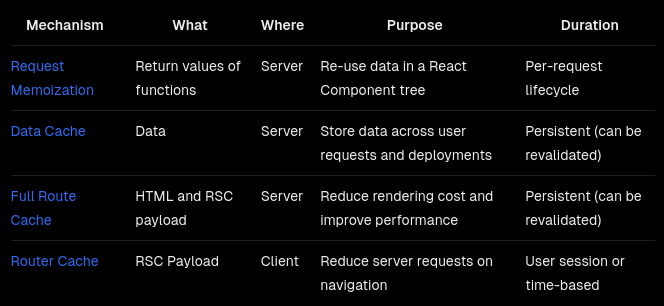 Mechanism What Where Purpose Duration
Request Memoization Return values of functions Server Re-use data in a React Component tree Per-request lifecycle
Data Cache Data Server Store data across user requests and deployments Persistent (can be revalidated)
Full Route Cache HTML and RSC payload Server Reduce rendering cost and improve performance Persistent (can be revalidated)
Router Cache RSC Payload Client Reduce server requests on navigation User session or time-based